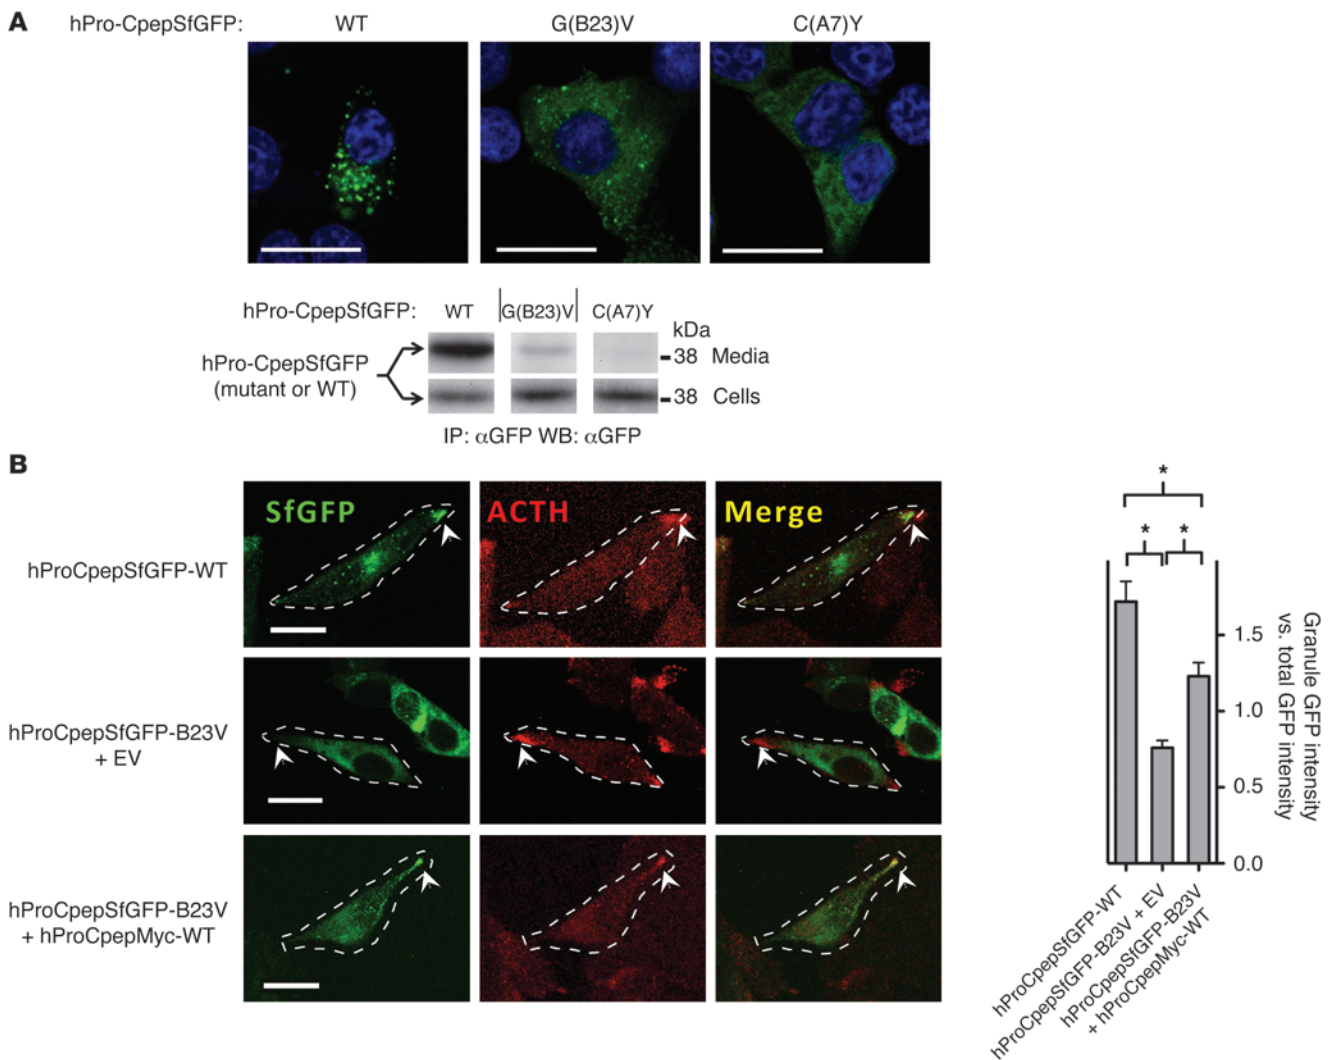 A
hPro-CpepSfGFP:
WT
G(B23)V
C(A7)Y
hPro-CpepSfGFP:
WT
G(B23)V
C(A7)Y
kDa
hPro-CpepSfGFP
(mutant or WT)
38 Media
38 Cells
IP: αGFP WB: αGFP
B
SfGFP
ACTH
Merge
hProCpepSfGFP-WT
hProCpepSfGFP-B23V
+ EV
hProCpepSfGFP-B23V
+ hProCpepMyc-WT
*
*
*
1.5
1.0
0.5
0.0
Granule GFP intensity
vs. total GFP intensity
hProCpepSfGFP-WT
hProCpepSfGFP-B23V + EV
hProCpepSfGFP-B23V
+ hProCpepMyc-WT